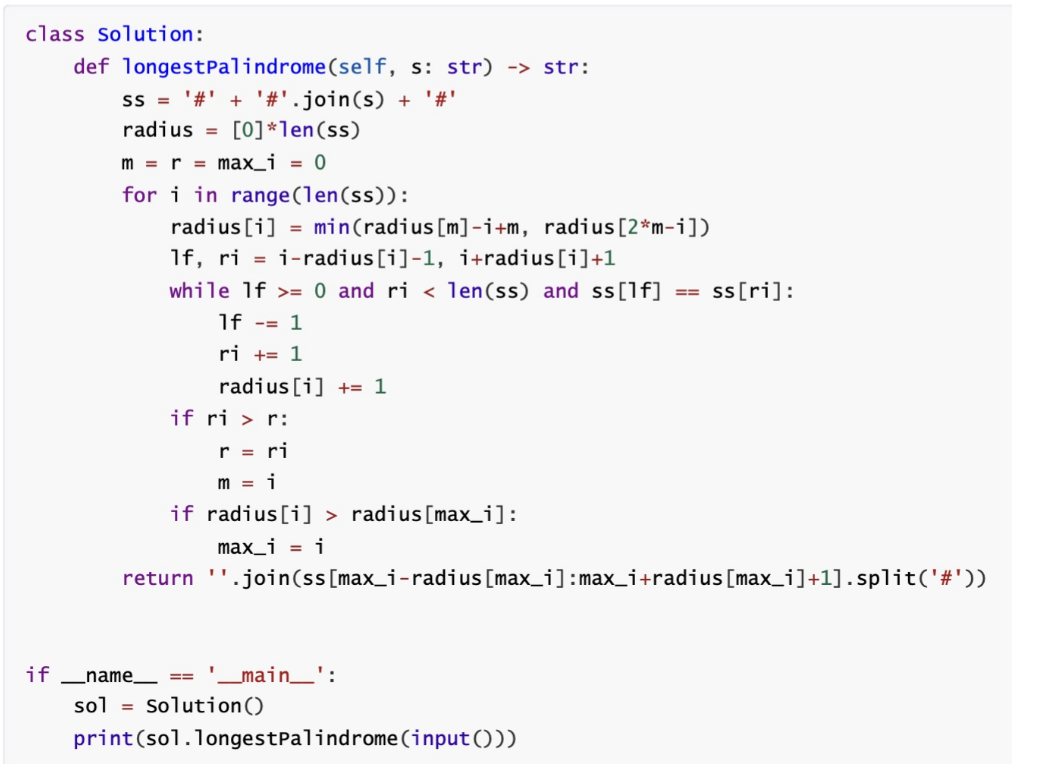 class Solution:
    def longestPalindrome(self, s: str) -> str:
        ss = '#' + '#'.join(s) + '#'
        radius = [0]*len(ss)
        m = r = max_i = 0
        for i in range(len(ss)):
            radius[i] = min(radius[m]-i+m, radius[2*m-i])
            lf, ri = i-radius[i]-1, i+radius[i]+1
            while lf >= 0 and ri < len(ss) and ss[lf] == ss[ri]:
                lf -= 1
                ri += 1
                radius[i] += 1
            if ri > r:
                r = ri
                m = i
            if radius[i] > radius[max_i]:
                max_i = i
        return ''.join(ss[max_i-radius[max_i]:max_i+radius[max_i]+1].split('#'))
if __name__ == '__main__':
    sol = Solution()
    print(sol.longestPalindrome(input()))